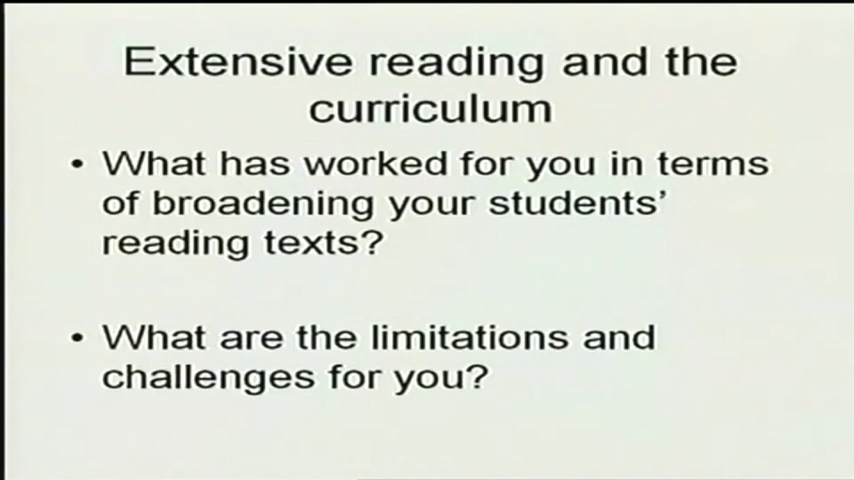 Extensive reading and the
curriculum
• What has worked for you in terms
of broadening your students’
reading texts?
• What are the limitations and
challenges for you?